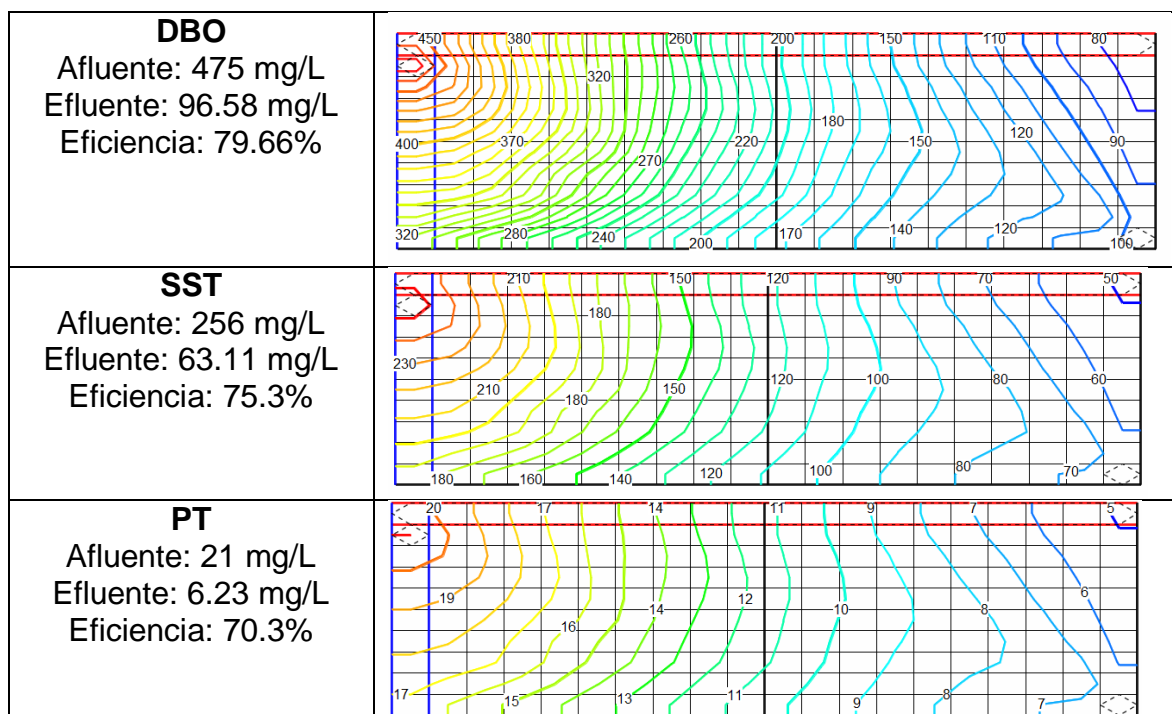 DBO
Afluente: 475 mg/L
Efluente: 96.58 mg/L
Eficiencia: 79.66%
450 380 260 200 150 110 80
320
180
120
400 370 220 150 90
270
320 280 240 200 170 140 120 100
SST
Afluente: 256 mg/L
Efluente: 63.11 mg/L
Eficiencia: 75.3%
210 150 120 90 70 50
180
230
210 180 150 120 100 80 60
180 160 140 120 100 80 70
PT
Afluente: 21 mg/L
Efluente: 6.23 mg/L
Eficiencia: 70.3%
20 17 14 11 9 7 5
19 16 14 12 10 8 6
17 15 13 11 9 8 7